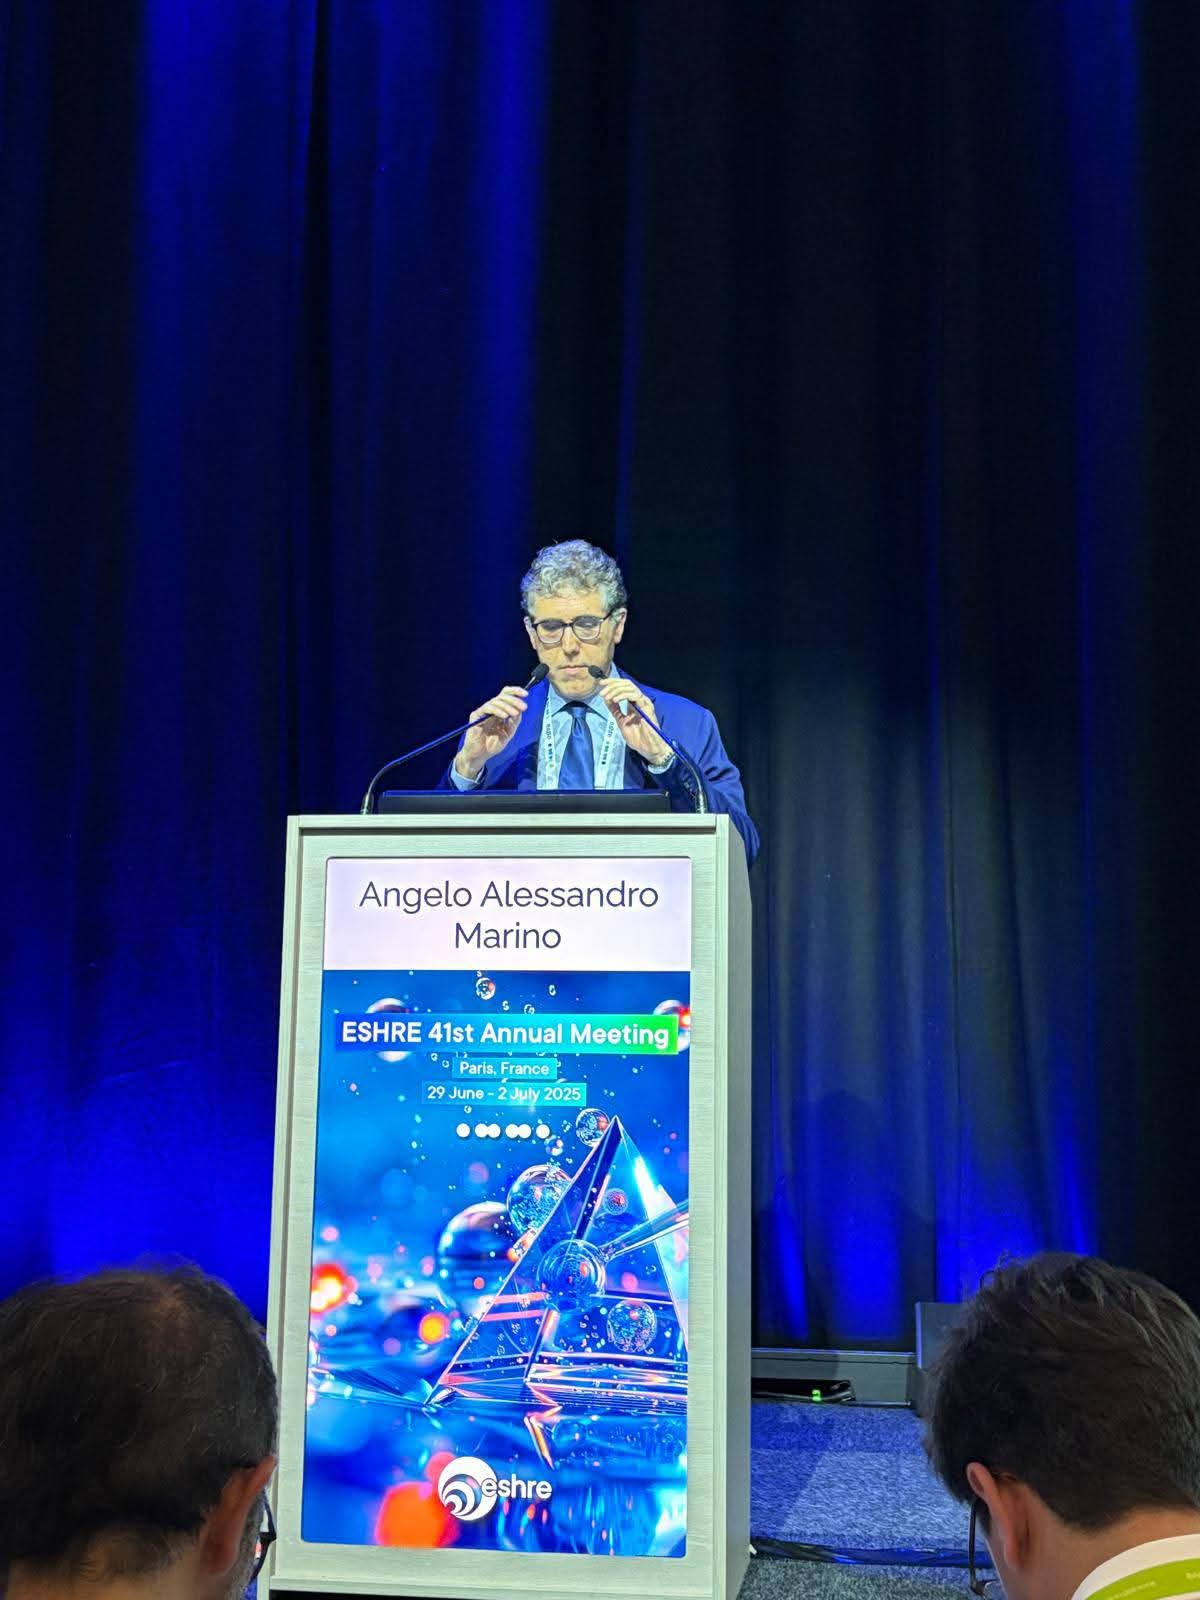 Angelo Alessandro
Marino
ESHRE 41st Annual Meeting
Paris, France
29 June - 2 July 2025
eshre